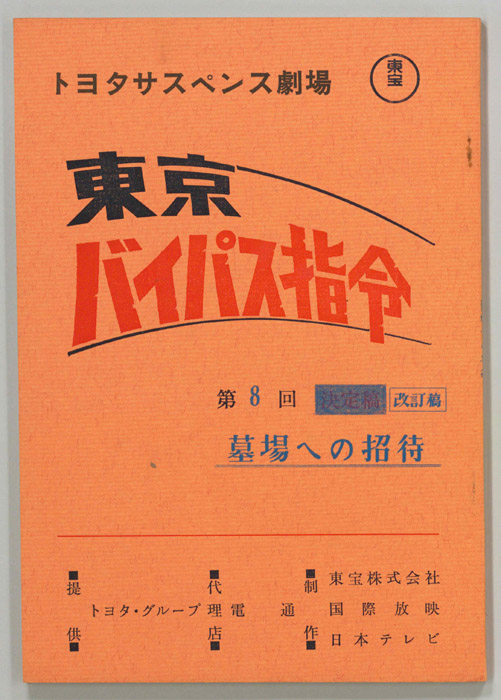 トヨタサスペンス劇場
東宝
東京
バイパス指令
第8回 決定稿 改訂稿
墓場への招待
■提供■ トヨタ・グループ
■代理店■ 電通
■制作■ 東宝株式会社
国際放映
日本テレビ